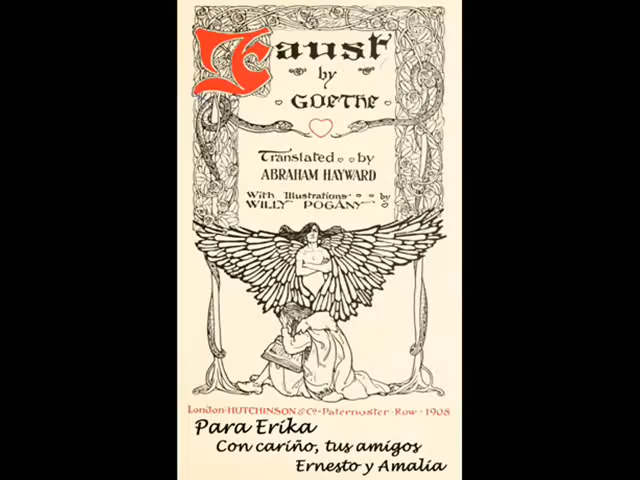 Faust
by
GOETHE
Translated by
ABRAHAM HAYWARD
With Illustrations by
WILLY POGÁNY
London·HUTCHINSON & Co·Paternoster·Row·1908
Para Erika
Con cariño, tus amigos
Ernesto y Amalia